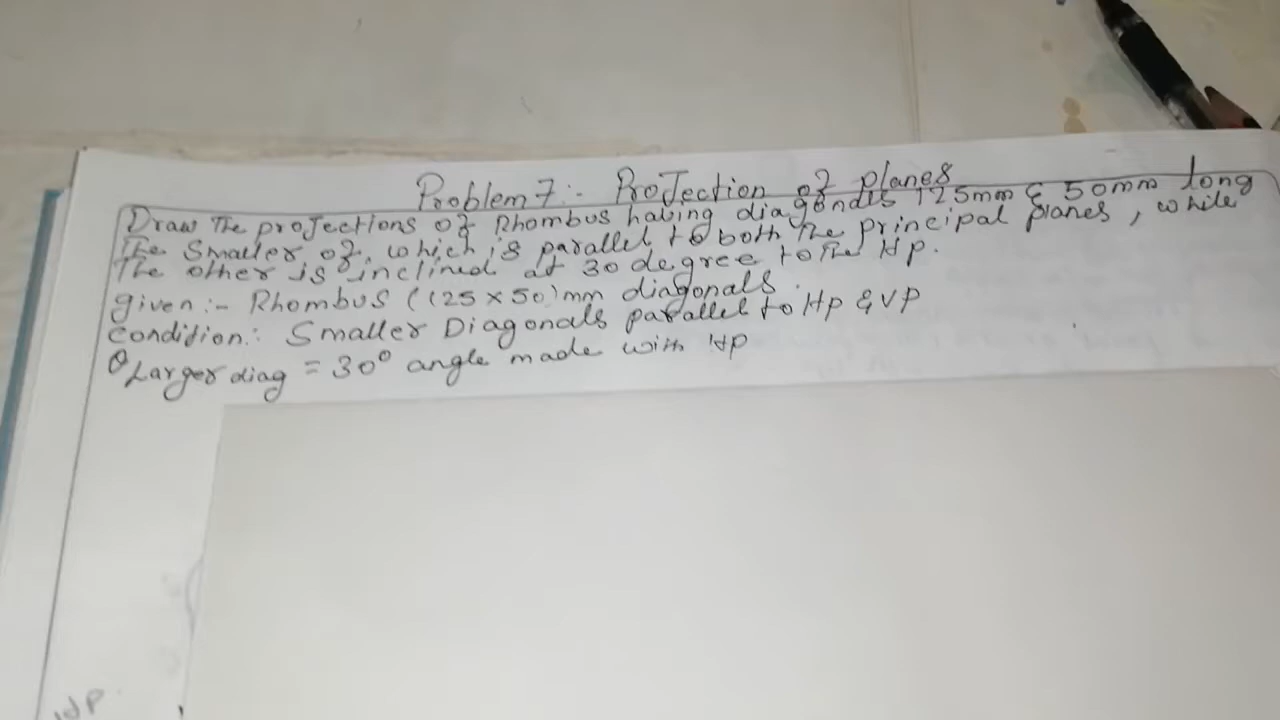 Problem 7:- Projection of planes
Draw The projections of Rhombus having diagonals 125mm & 50mm long
The Smaller of, which is parallel to both the principal planes, while
The other is inclined at 30 degree to the Hp.
given:- Rhombus (125 x 50)mm diagonals.
condition:. Smaller Diagonals parallel to Hp & VP
θ Larger diag = 30° angle made with Hp
HP